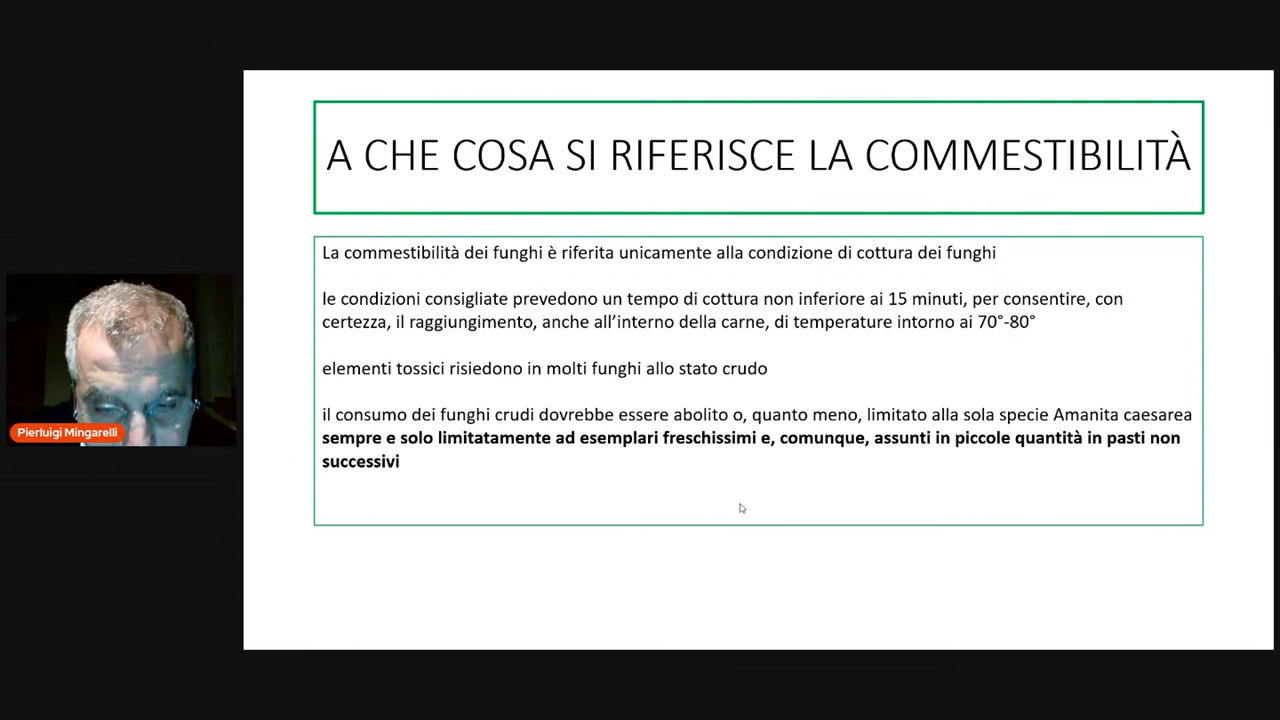 A CHE COSA SI RIFERISCE LA COMMESTIBILITÀ
La commestibilità dei funghi è riferita unicamente alla condizione di cottura dei funghi
le condizioni consigliate prevedono un tempo di cottura non inferiore ai 15 minuti, per consentire, con
certezza, il raggiungimento, anche all’interno della carne, di temperature intorno ai 70°-80°
elementi tossici risiedono in molti funghi allo stato crudo
il consumo dei funghi crudi dovrebbe essere abolito o, quanto meno, limitato alla sola specie Amanita caesarea
sempre e solo limitatamente ad esemplari freschissimi e, comunque, assunti in piccole quantità in pasti non
successivi
Pierluigi Mingarelli